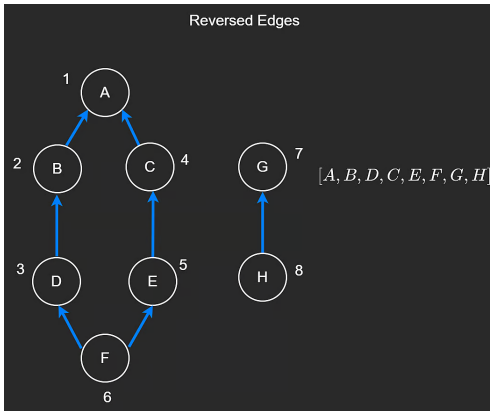 Reversed Edges
1
A
2
B
C
4
7
G
[A, B, D, C, E, F, G, H]
3
D
E
5
H
8
F
6